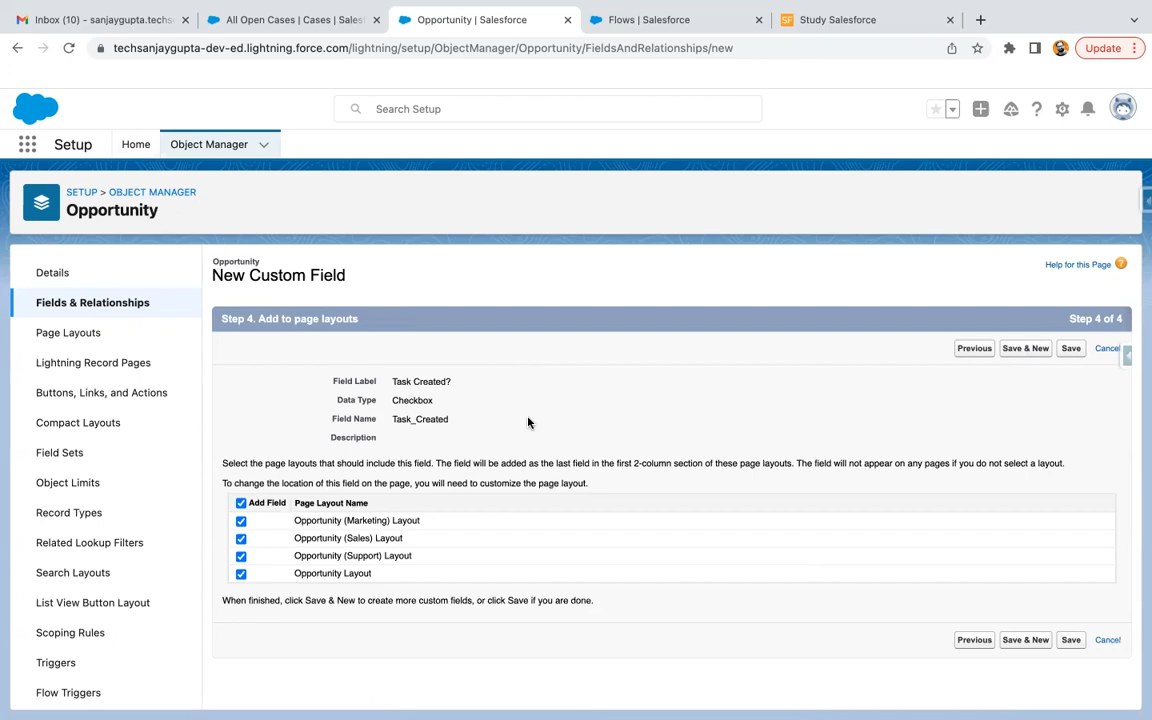 Inbox (10) - sanjaygupta.techs
All Open Cases | Cases | Sales
Opportunity | Salesforce
Flows | Salesforce
Study Salesforce
techsanjaygupta-dev-ed.lightning.force.com/lightning/setup/ObjectManager/Opportunity/FieldsAndRelationships/new
Update
Search Setup
Setup
Home
Object Manager
SETUP > OBJECT MANAGER
Opportunity
Details
Fields & Relationships
Page Layouts
Lightning Record Pages
Buttons, Links, and Actions
Compact Layouts
Field Sets
Object Limits
Record Types
Related Lookup Filters
Search Layouts
List View Button Layout
Scoping Rules
Triggers
Flow Triggers
Opportunity
New Custom Field
Help for this Page
Step 4. Add to page layouts Step 4 of 4
Previous Save & New Save Cancel
Field Label Task Created?
Data Type Checkbox
Field Name Task_Created
Description
Select the page layouts that should include this field. The field will be added as the last field in the first 2-column section of these page layouts. The field will not appear on any pages if you do not select a layout.
To change the location of this field on the page, you will need to customize the page layout.
Add Field Page Layout Name
Opportunity (Marketing) Layout
Opportunity (Sales) Layout
Opportunity (Support) Layout
Opportunity Layout
When finished, click Save & New to create more custom fields, or click Save if you are done.
Previous Save & New Save Cancel